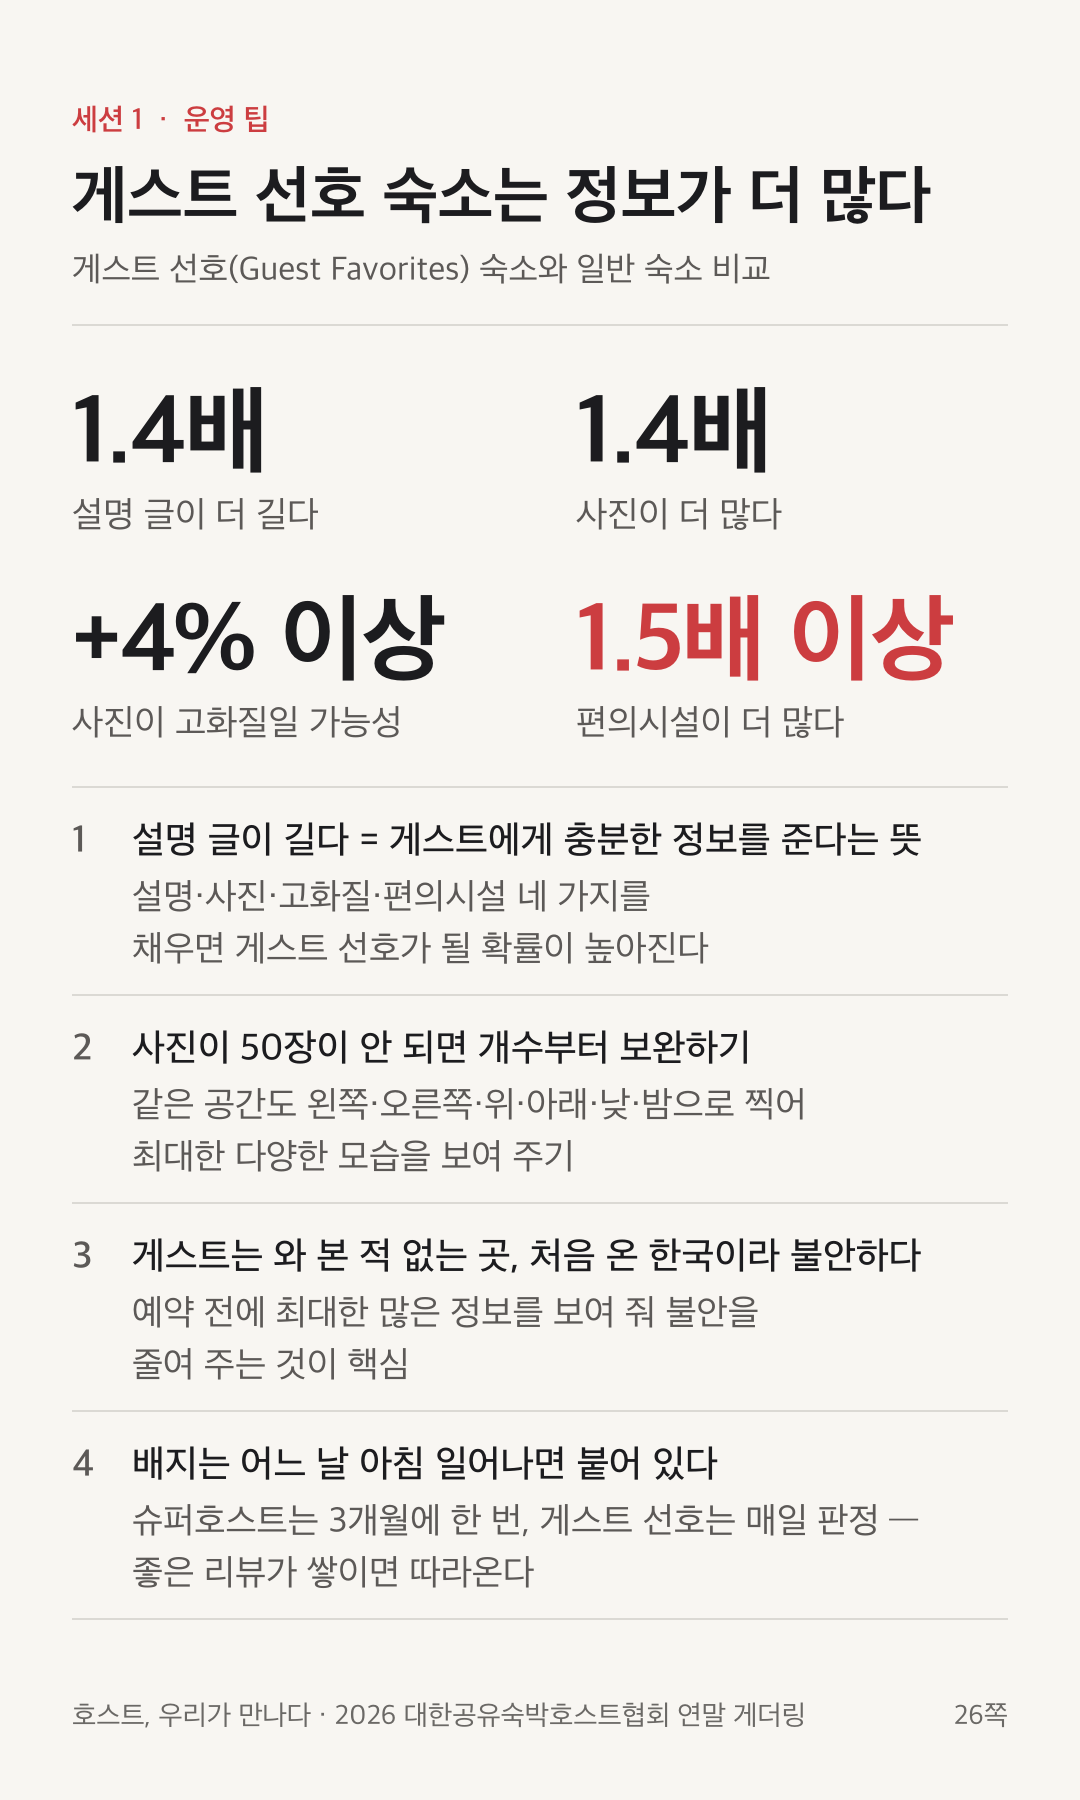 세션 1 · 운영 팁
게스트 선호 숙소는 정보가 더 많다
게스트 선호(Guest Favorites) 숙소와 일반 숙소 비교
1.4배
설명 글이 더 길다
1.4배
사진이 더 많다
+4% 이상
사진이 고화질일 가능성
1.5배 이상
편의시설이 더 많다
1 설명 글이 길다 = 게스트에게 충분한 정보를 준다는 뜻
설명·사진·고화질·편의시설 네 가지를
채우면 게스트 선호가 될 확률이 높아진다
2 사진이 50장이 안 되면 개수부터 보완하기
같은 공간도 왼쪽·오른쪽·위·아래·낮·밤으로 찍어
최대한 다양한 모습을 보여 주기
3 게스트는 와 본 적 없는 곳, 처음 온 한국이라 불안하다
예약 전에 최대한 많은 정보를 보여 줘 불안을
줄여 주는 것이 핵심
4 배지는 어느 날 아침 일어나면 붙어 있다
슈퍼호스트는 3개월에 한 번, 게스트 선호는 매일 판정 —
좋은 리뷰가 쌓이면 따라온다
호스트, 우리가 만나다 · 2026 대한공유숙박호스트협회 연말 게더링 26쪽